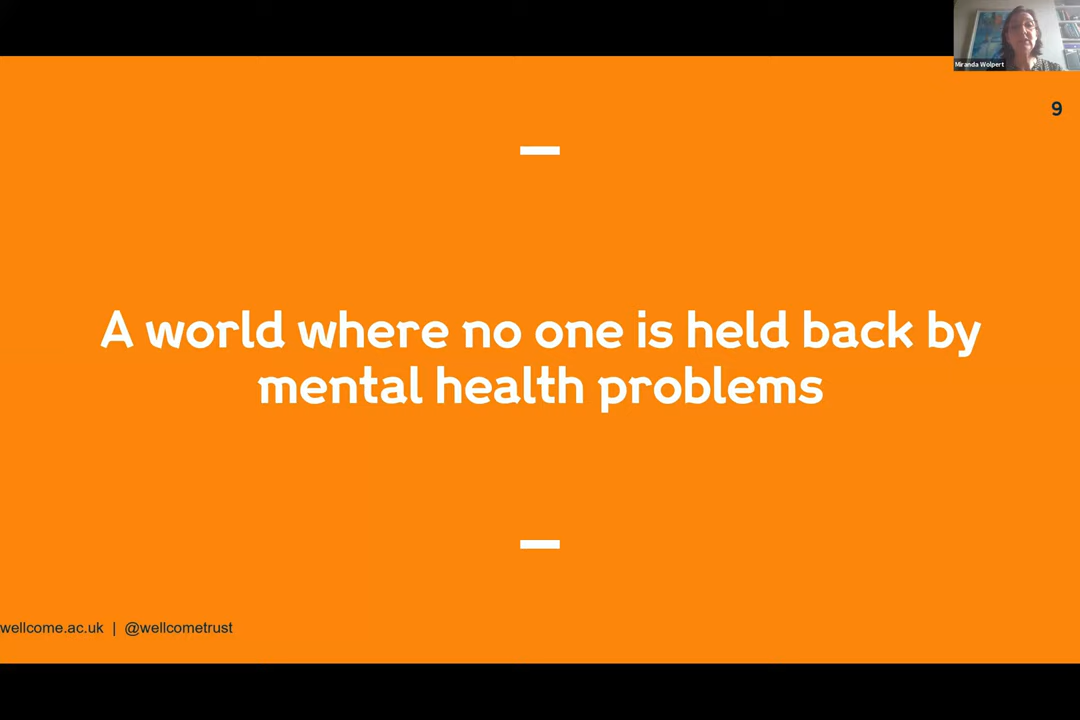 Miranda Wolpert
9
A world where no one is held back by
mental health problems
wellcome.ac.uk | @wellcometrust